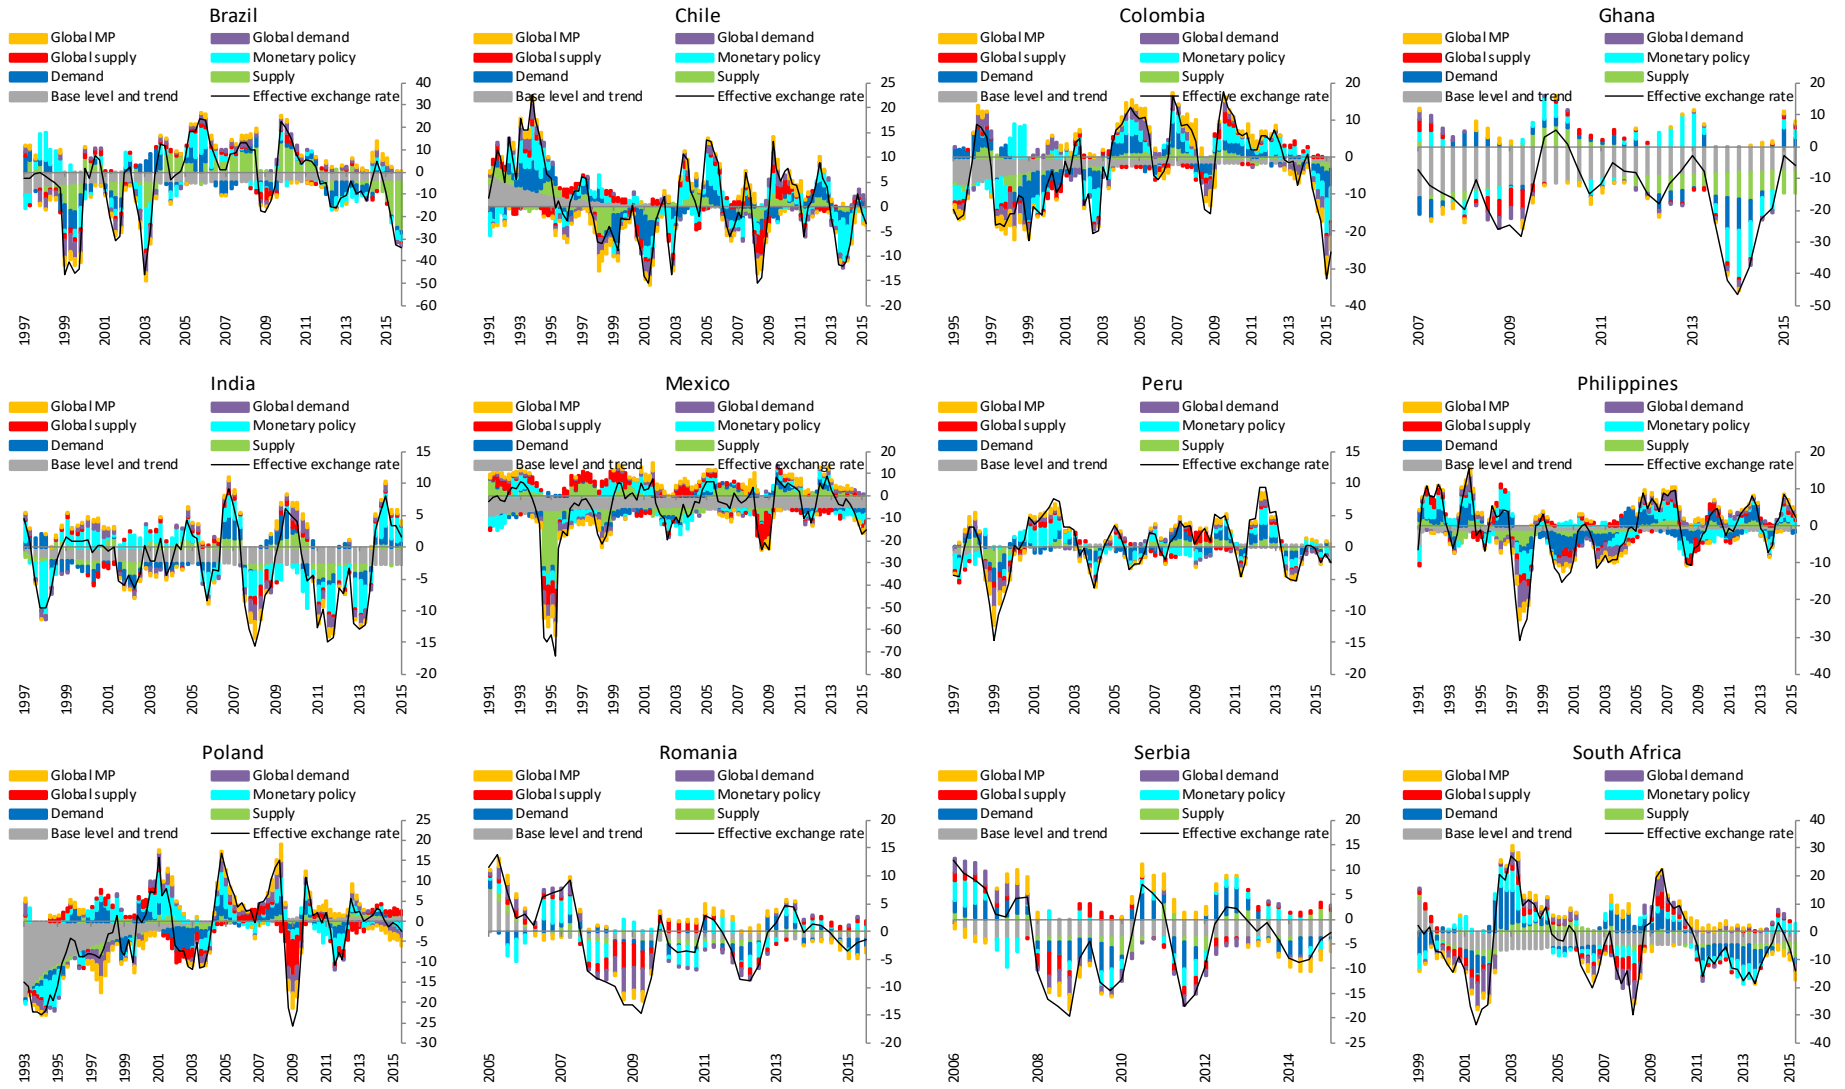 Brazil
Global MP Global demand
Global supply Monetary policy
Demand Supply
Base level and trend Effective exchange rate
40
30
20
10
0
-10
-20
-30
-40
-50
-60
1997 1999 2001 2003 2005 2007 2009 2011 2013 2015
Chile
Global MP Global demand
Global supply Monetary policy
Demand Supply
Base level and trend Effective exchange rate
25
20
15
10
5
0
-5
-10
-15
-20
1991 1993 1995 1997 1999 2001 2003 2005 2007 2009 2011 2013 2015
Colombia
Global MP Global demand
Global supply Monetary policy
Demand Supply
Base level and trend Effective exchange rate
20
10
0
-10
-20
-30
-40
1995 1997 1999 2001 2003 2005 2007 2009 2011 2013 2015
Ghana
Global MP Global demand
Global supply Monetary policy
Demand Supply
Base level and trend Effective exchange rate
20
10
0
-10
-20
-30
-40
-50
2007 2009 2011 2013 2015
India
Global MP Global demand
Global supply Monetary policy
Demand Supply
Base level and trend Effective exchange rate
15
10
5
0
-5
-10
-15
-20
1997 1999 2001 2003 2005 2007 2009 2011 2013 2015
Mexico
Global MP Global demand
Global supply Monetary policy
Demand Supply
Base level and trend Effective exchange rate
20
10
0
-10
-20
-30
-40
-50
-60
-70
-80
1991 1993 1995 1997 1999 2001 2003 2005 2007 2009 2011 2013 2015
Peru
Global MP Global demand
Global supply Monetary policy
Demand Supply
Base level and trend Effective exchange rate
15
10
5
0
-5
-10
-15
-20
1997 1999 2001 2003 2005 2007 2009 2011 2013 2015
Philippines
Global MP Global demand
Global supply Monetary policy
Demand Supply
Base level and trend Effective exchange rate
20
10
0
-10
-20
-30
-40
1991 1993 1995 1997 1999 2001 2003 2005 2007 2009 2011 2013 2015
Poland
Global MP Global demand
Global supply Monetary policy
Demand Supply
Base level and trend Effective exchange rate
25
20
15
10
5
0
-5
-10
-15
-20
-25
-30
1993 1995 1997 1999 2001 2003 2005 2007 2009 2011 2013 2015
Romania
Global MP Global demand
Global supply Monetary policy
Demand Supply
Base level and trend Effective exchange rate
20
15
10
5
0
-5
-10
-15
-20
2005 2007 2009 2011 2013 2015
Serbia
Global MP Global demand
Global supply Monetary policy
Demand Supply
Base level and trend Effective exchange rate
20
15
10
5
0
-5
-10
-15
-20
-25
2006 2008 2010 2012 2014
South Africa
Global MP Global demand
Global supply Monetary policy
Demand Supply
Base level and trend Effective exchange rate
40
30
20
10
0
-10
-20
-30
-40
1999 2001 2003 2005 2007 2009 2011 2013 2015